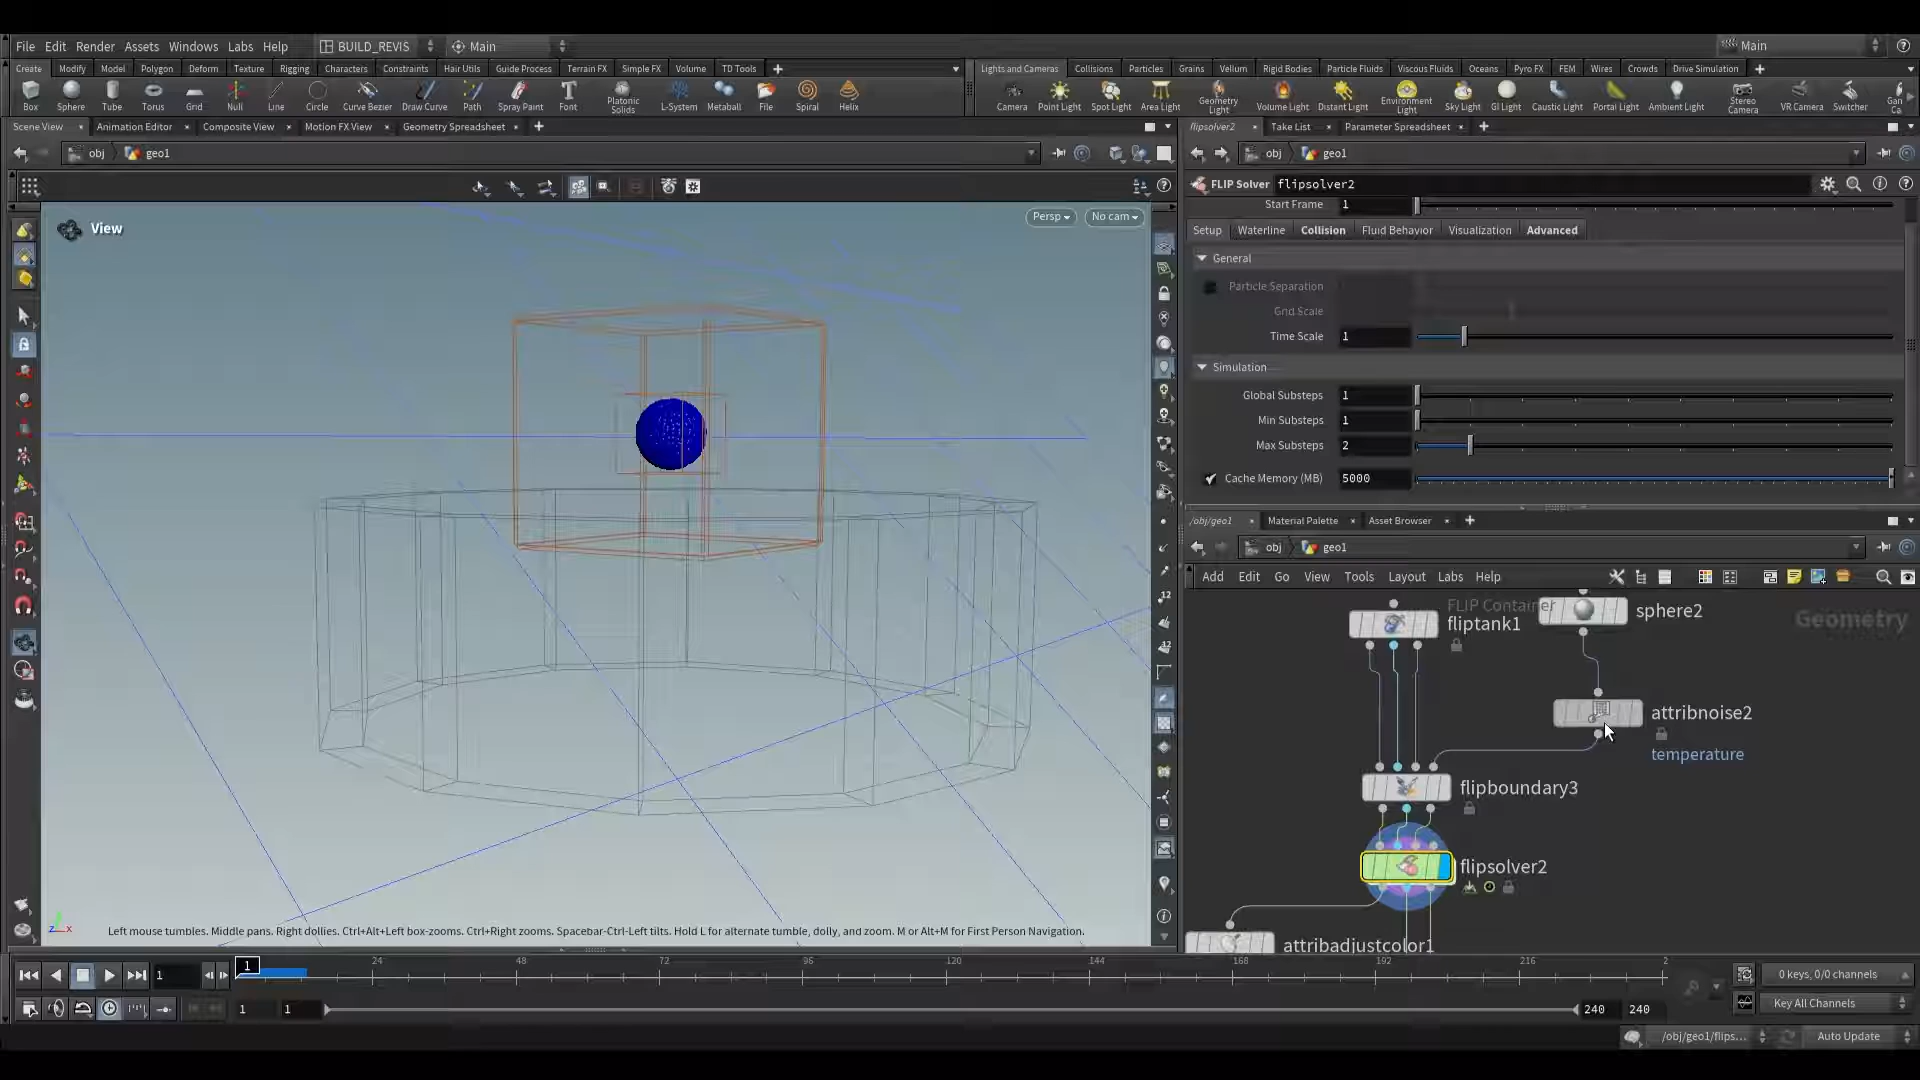 File Edit Render Assets Windows Labs Help BUILD_REVIS Main Main
Create Modify Model Polygon Deform Texture Rigging Characters Constraints Hair Utils Guide Process Terrain FX Simple FX Volume TD Tools
Lights and Cameras Collisions Particles Grains Vellum Rigid Bodies Particle Fluids Viscous Fluids Oceans Pyro FX FEM Wires Crowds Drive Simulation
Box Sphere Tube Torus Grid Null Line Circle Curve Bezier Draw Curve Path Spray Paint Font Platonic Solids L-System Metaball File Spiral Helix
Camera Point Light Spot Light Area Light Geometry Light Volume Light Distant Light Environment Light Sky Light GI Light Caustic Light Portal Light Ambient Light Stereo Camera VR Camera Switcher
Scene View Animation Editor Composite View Motion FX View Geometry Spreadsheet
flipsolver2 Take List Parameter Spreadsheet
obj geo1
obj geo1
FLIP Solver flipsolver2
View
Persp No cam
Start Frame 1
Setup Waterline Collision Fluid Behavior Visualization Advanced
General
Particle Separation
Grid Scale
Time Scale 1
Simulation
Global Substeps 1
Min Substeps 1
Max Substeps 2
Cache Memory (MB) 5000
/obj/geo1 Material Palette Asset Browser
obj geo1
Add Edit Go View Tools Layout Labs Help
FLIP Container
fliptank1
sphere2
Geometry
attribnoise2
temperature
flipboundary3
flipsolver2
attribadjustcolor1
z x
Left mouse tumbles. Middle pans. Right dollies. Ctrl+Alt+Left box-zooms. Ctrl+Right zooms. Spacebar-Ctrl-Left tilts. Hold L for alternate tumble, dolly, and zoom. M or Alt+M for First Person Navigation.
1 1 24 48 72 96 120 144 168 192 216 2
0 keys, 0/0 channels
1 1 240 240
Key All Channels
/obj/geo1/flips...
Auto Update